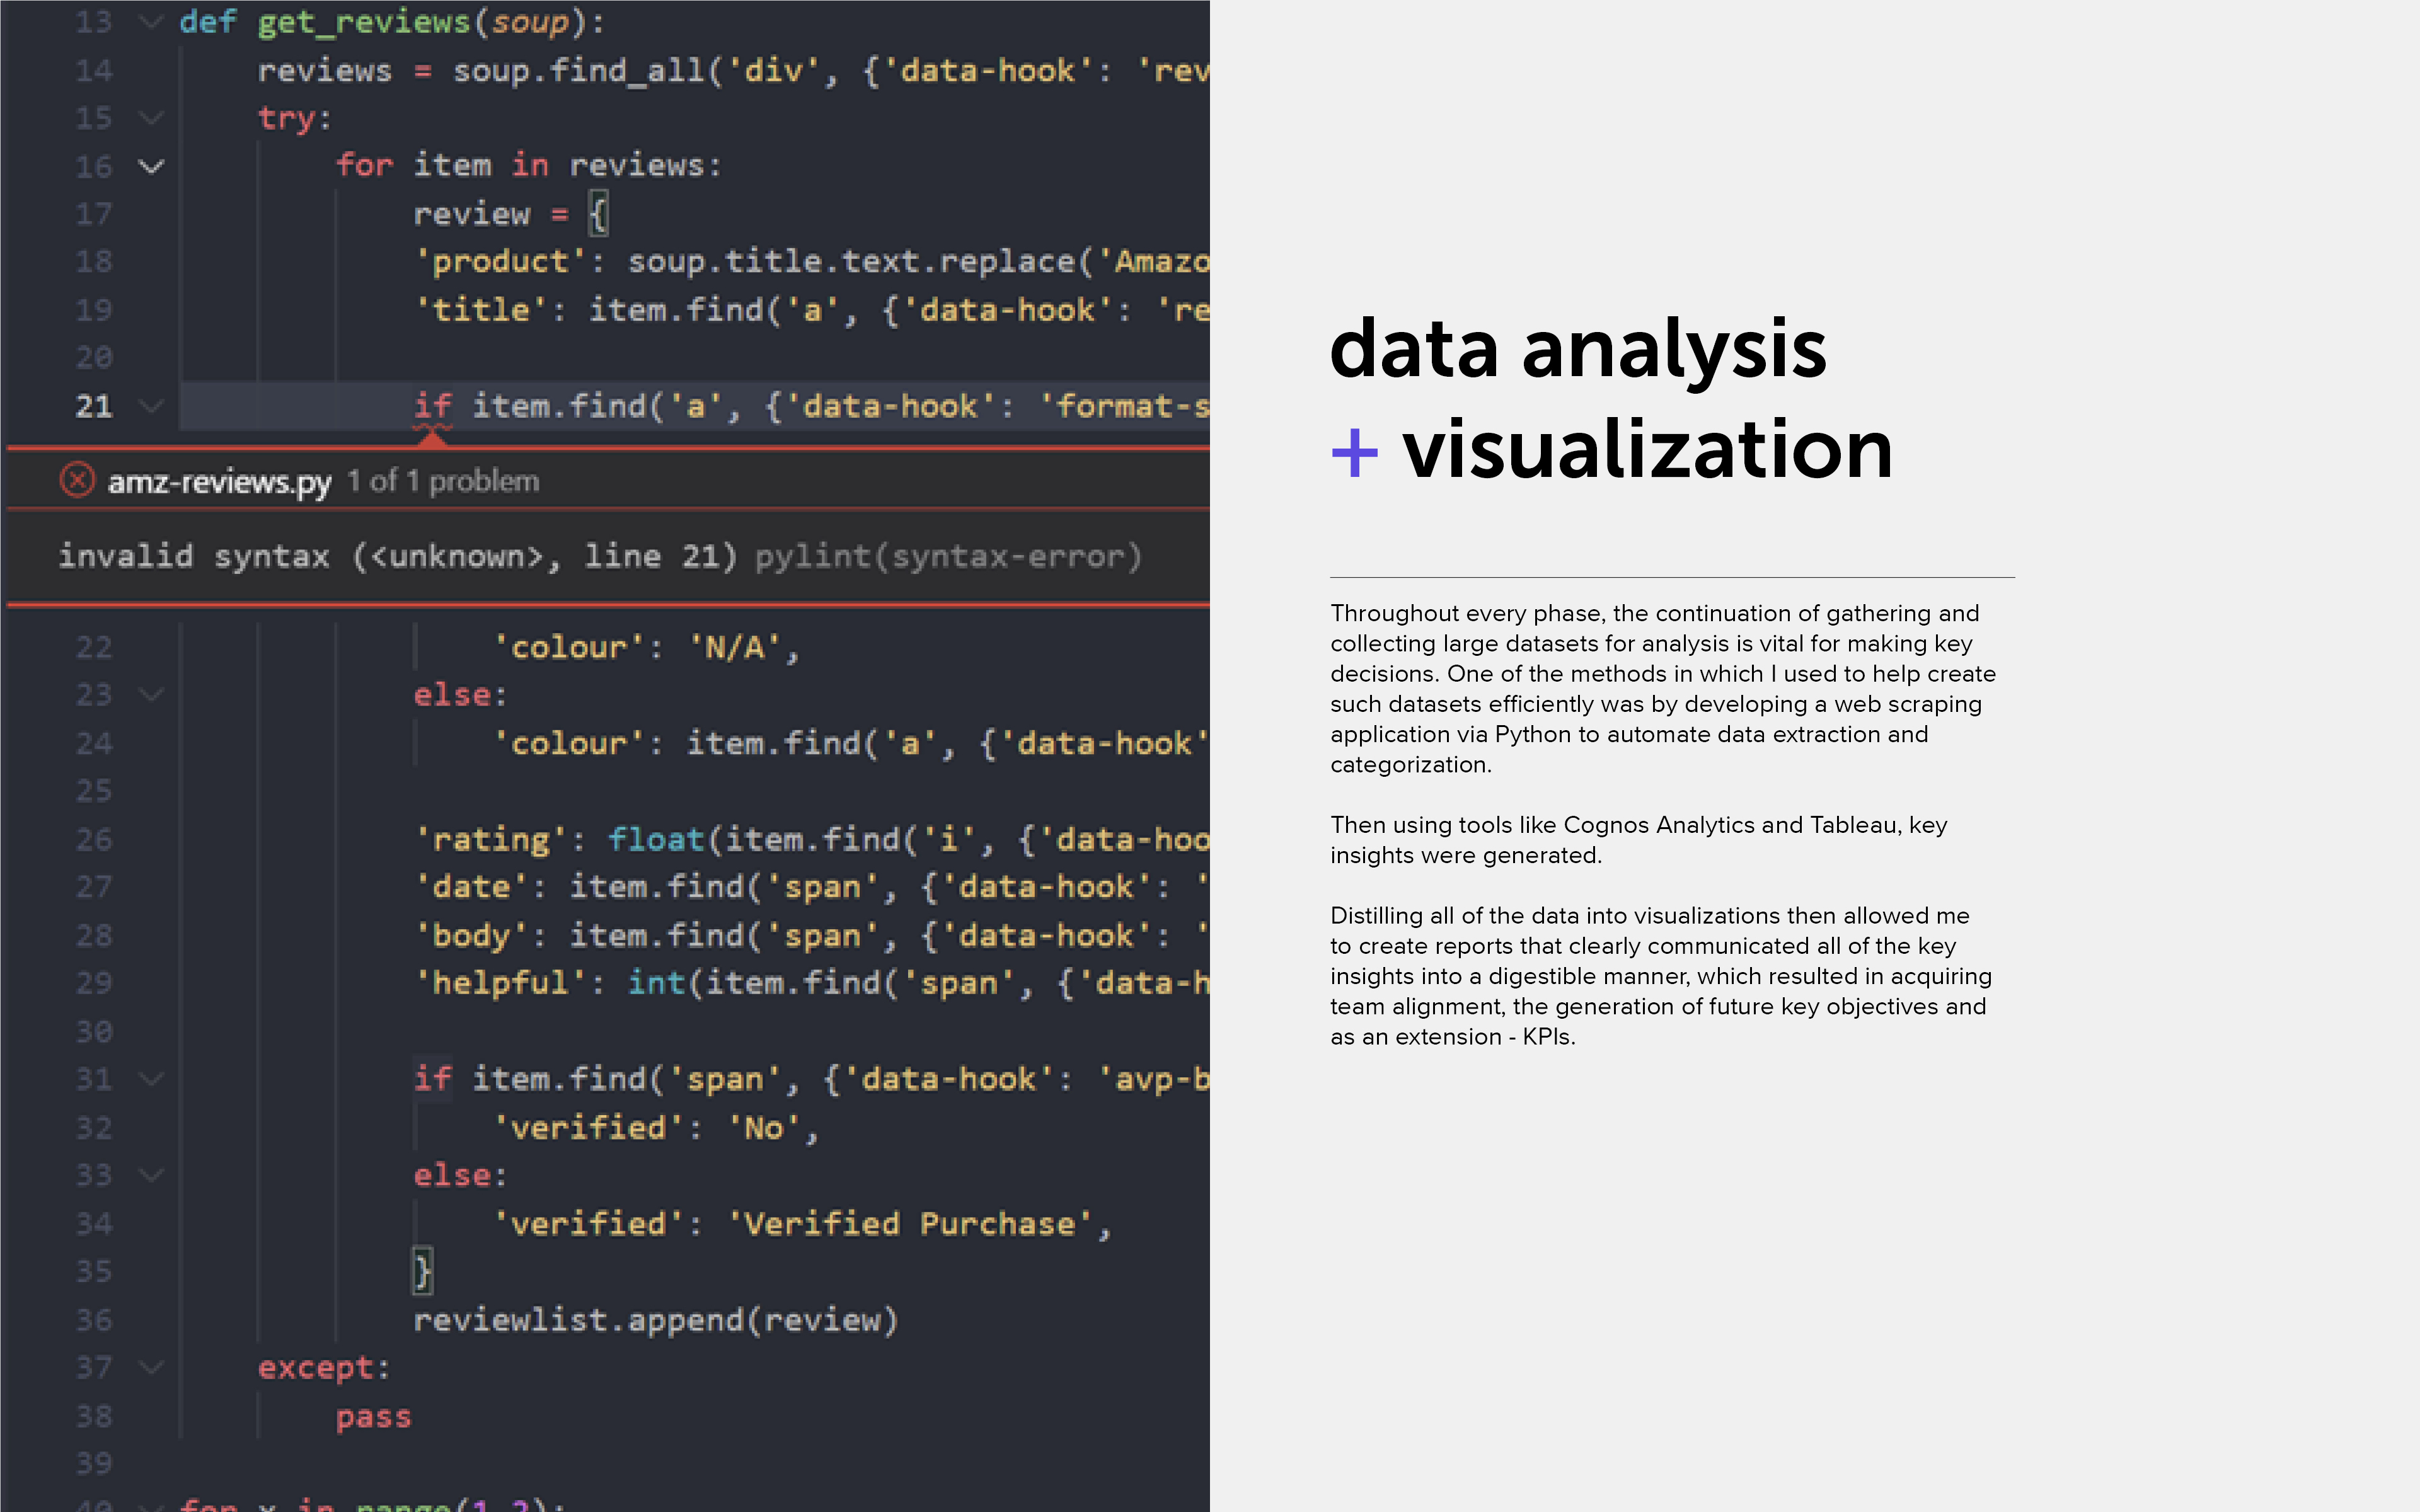 13 def get_reviews(soup):
14 reviews = soup.find_all('div', {'data-hook': 'rev
15 try:
16 for item in reviews:
17 review = {
18 'product': soup.title.text.replace('Amazo
19 'title': item.find('a', {'data-hook': 're
20
21 if item.find('a', {'data-hook': 'format-s
amz-reviews.py 1 of 1 problem
invalid syntax (<unknown>, line 21) pylint(syntax-error)
22 'colour': 'N/A',
23 else:
24 'colour': item.find('a', {'data-hook'
25
26 'rating': float(item.find('i', {'data-hoo
27 'date': item.find('span', {'data-hook': '
28 'body': item.find('span', {'data-hook': '
29 'helpful': int(item.find('span', {'data-h
30
31 if item.find('span', {'data-hook': 'avp-b
32 'verified': 'No',
33 else:
34 'verified': 'Verified Purchase',
35 }
36 reviewlist.append(review)
37 except:
38 pass
39
40 for x in range(1,2):
data analysis
+ visualization
Throughout every phase, the continuation of gathering and
collecting large datasets for analysis is vital for making key
decisions. One of the methods in which I used to help create
such datasets efficiently was by developing a web scraping
application via Python to automate data extraction and
categorization.
Then using tools like Cognos Analytics and Tableau, key
insights were generated.
Distilling all of the data into visualizations then allowed me
to create reports that clearly communicated all of the key
insights into a digestible manner, which resulted in acquiring
team alignment, the generation of future key objectives and
as an extension - KPIs.